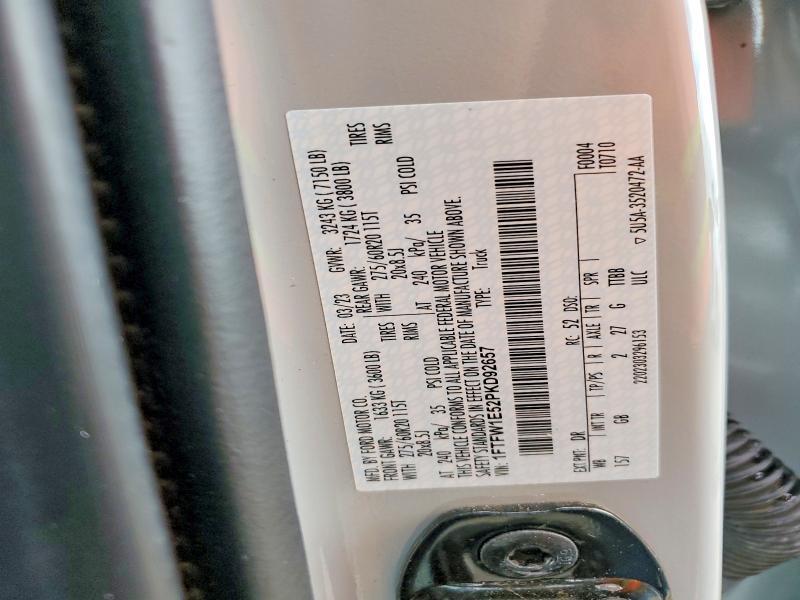 MFD. BY FORD MOTOR CO.
DATE: 03/23 GVWR: 3243 KG ( 7150 LB)
FRONT GAWR: 1633 KG ( 3600 LB) REAR GAWR: 1724 KG ( 3800 LB)
WITH 275/60R20 115T TIRES WITH 275/60R20 115T TIRES
20x8.5J RIMS 20x8.5J RIMS
AT 240 kPa/ 35 PSI COLD AT 240 kPa/ 35 PSI COLD
THIS VEHICLE CONFORMS TO ALL APPLICABLE FEDERAL MOTOR VEHICLE
SAFETY STANDARDS IN EFFECT ON THE DATE OF MANUFACTURE SHOWN ABOVE.
VIN: 1FTFW1E52PKD92657 TYPE: Truck
EXT PNT: DR RC: 52 DSO: F0004
WB INT TR TP/PS R AXLE TR SPR T0710
157 GB 2 27 G TTBB
2202303296153 ULC ▽ 5U5A-3520472-AA